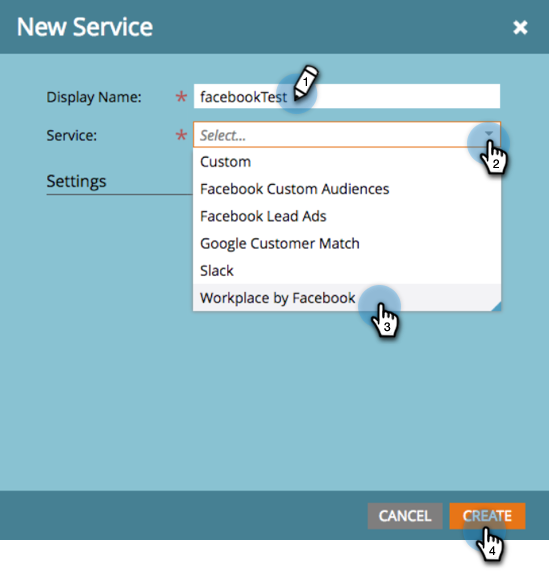 New Service ×
Display Name: * facebookTest 1
Service: * Select... 2
Settings
Custom
Facebook Custom Audiences
Facebook Lead Ads
Google Customer Match
Slack
Workplace by Facebook
3
CANCEL CREATE
4